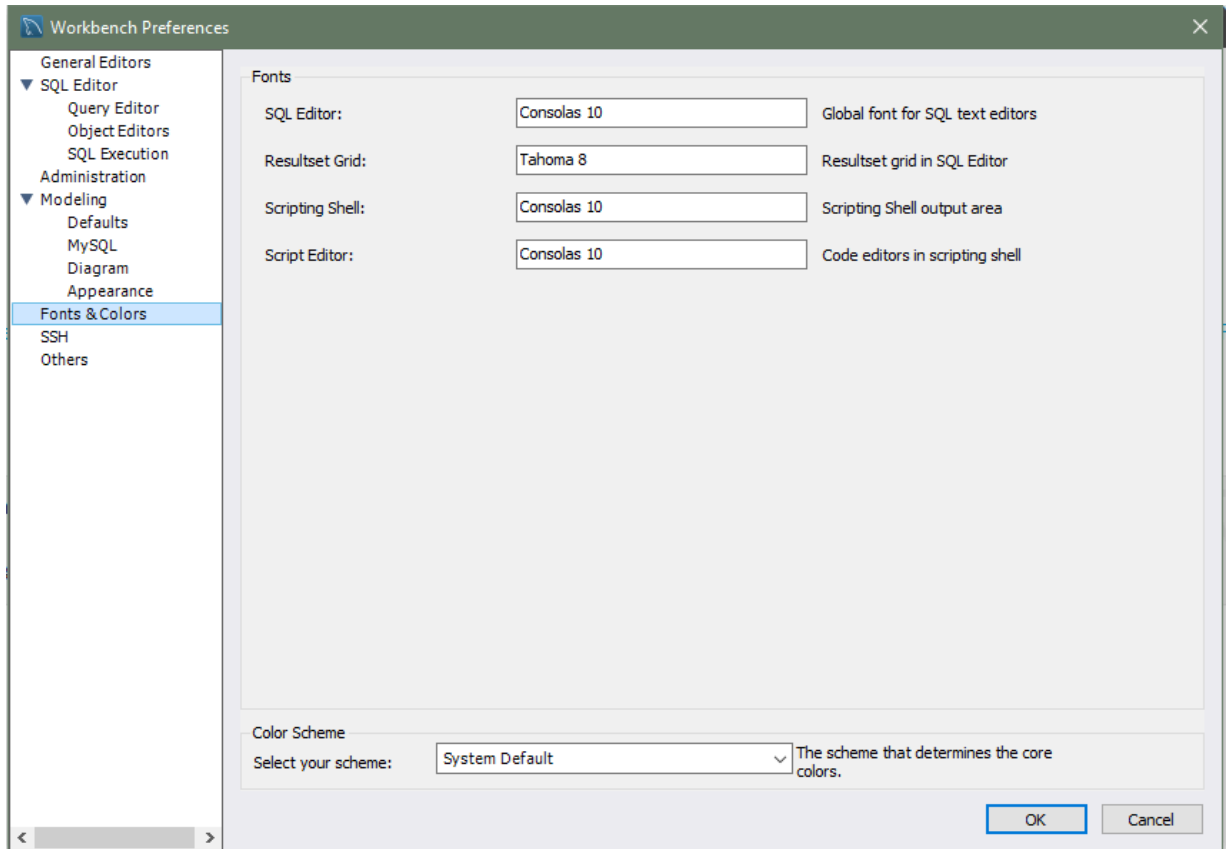 Workbench Preferences
General Editors
SQL Editor
Query Editor
Object Editors
SQL Execution
Administration
Modeling
Defaults
MySQL
Diagram
Appearance
Fonts & Colors
SSH
Others
Fonts
SQL Editor: Consolas 10 Global font for SQL text editors
Resultset Grid: Tahoma 8 Resultset grid in SQL Editor
Scripting Shell: Consolas 10 Scripting Shell output area
Script Editor: Consolas 10 Code editors in scripting shell
Color Scheme
Select your scheme: System Default The scheme that determines the core
colors.
OK Cancel